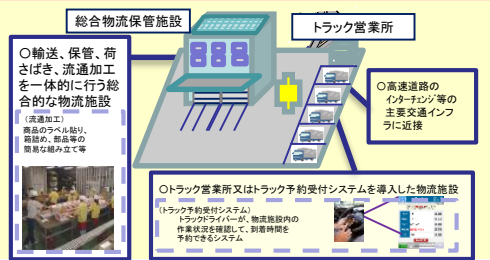 総合物流保管施設
トラック営業所
○輸送、保管、荷
さばき、流通加工
を一体的に行う総
合的な物流施設
(流通加工)
商品のラベル貼り、
箱詰め、部品等の
簡易な組み立て等
○高速道路の
インターチェンジ等の
主要交通インフ
ラに近接
○トラック営業所又はトラック予約受付システムを導入した物流施設
(トラック予約受付システム)
トラックドライバーが、物流施設内の
作業状況を確認して、到着時間を
予約できるシステム